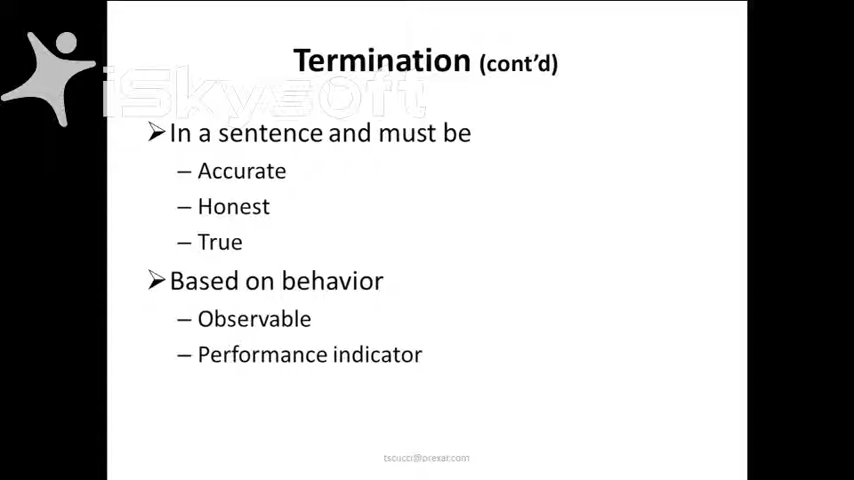 Termination (cont'd)
iSkysoft
➢In a sentence and must be
– Accurate
– Honest
– True
➢Based on behavior
– Observable
– Performance indicator
tscucci@prexar.com